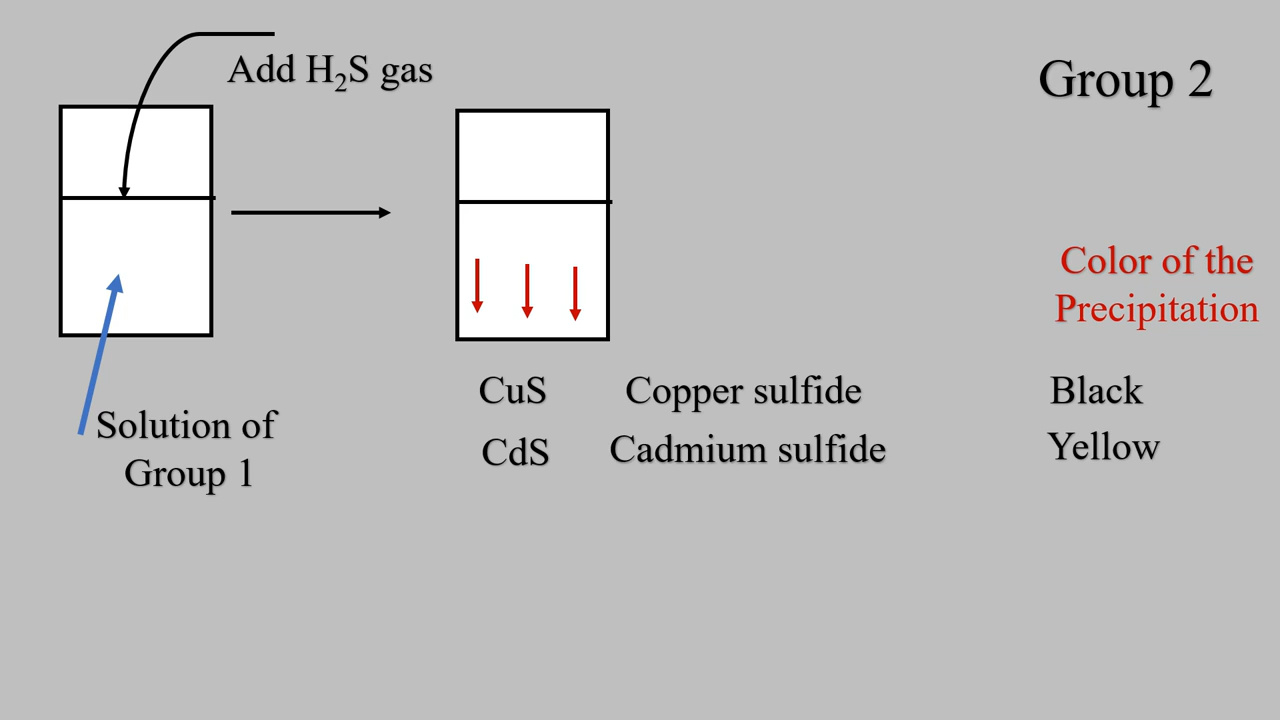 Add H₂S gas
Group 2
Solution of
Group 1
Color of the
Precipitation
CuS Copper sulfide Black
CdS Cadmium sulfide Yellow